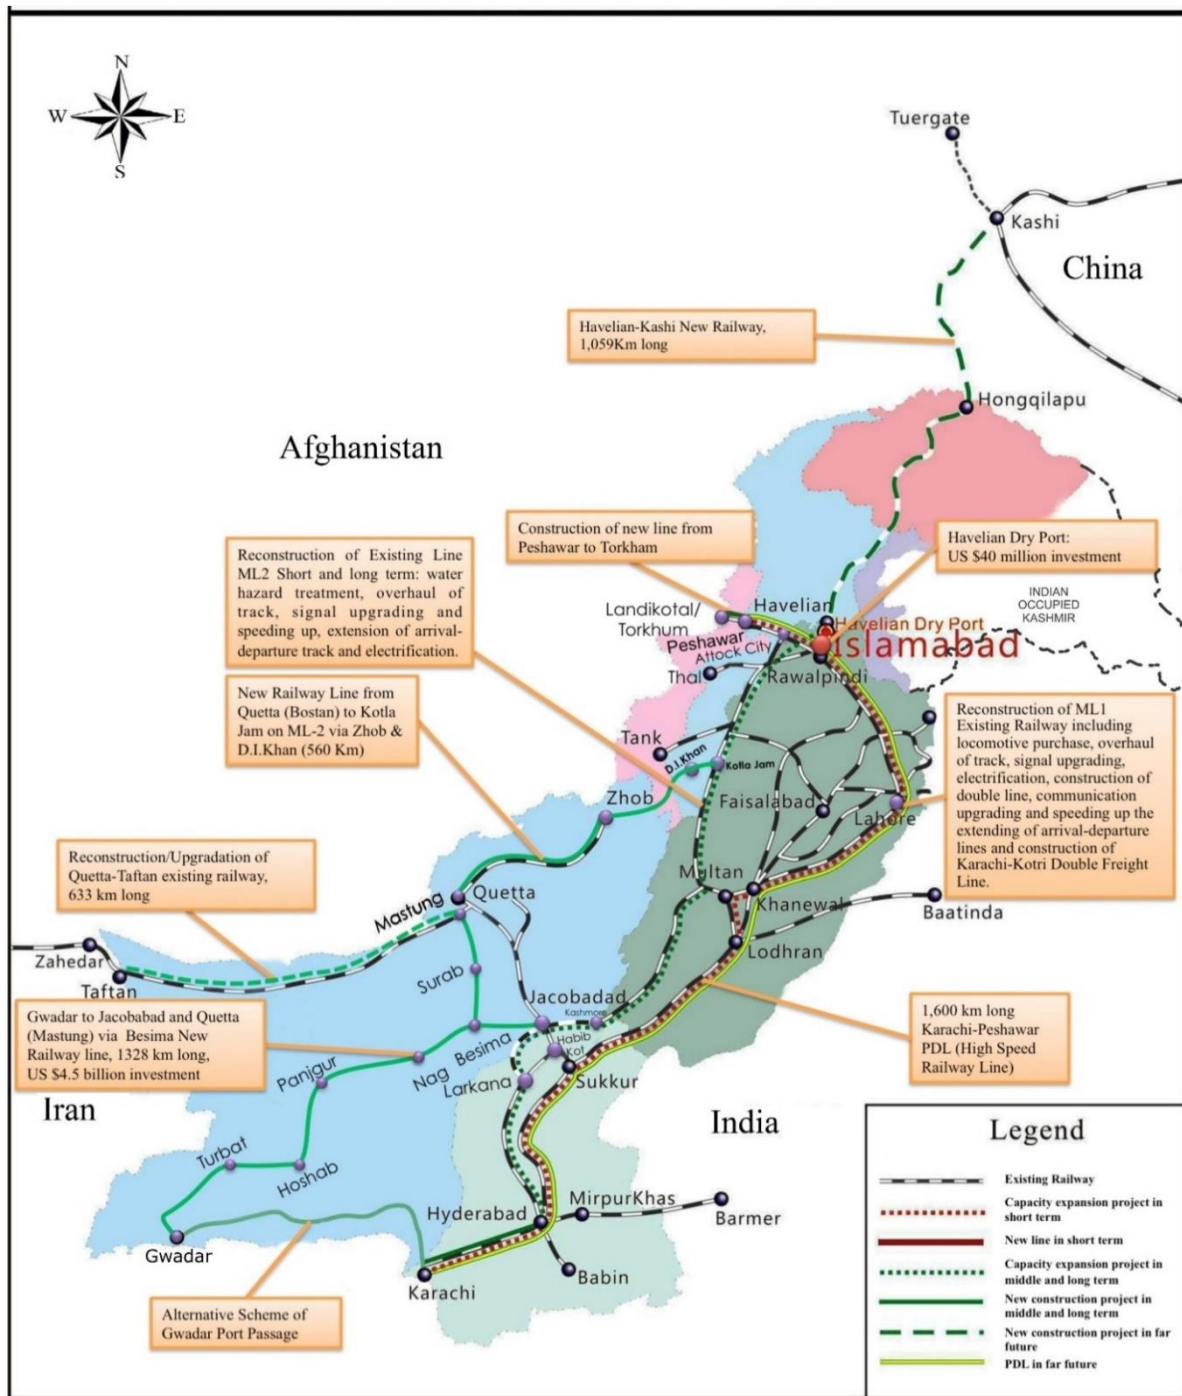 N
W
E
S
Tuergate
Kashi
China
Havelian-Kashi New Railway,
1,059Km long
Hongqilapu
Afghanistan
Construction of new line from
Peshawar to Torkham
Havelian Dry Port:
US $40 million investment
Reconstruction of Existing Line
ML2 Short and long term: water
hazard treatment, overhaul of
track, signal upgrading and
speeding up, extension of arrival-
departure track and electrification.
INDIAN
OCCUPIED
KASHMIR
Landikotal/
Torkhum
Havelian
Havelian Dry Port
Islamabad
Peshawar
Attock City
Thal
Rawalpindi
New Railway Line from
Quetta (Bostan) to Kotla
Jam on ML-2 via Zhob &
D.I.Khan (560 Km)
Reconstruction of ML1
Existing Railway including
locomotive purchase, overhaul
of track, signal upgrading,
electrification, construction of
double line, communication
upgrading and speeding up the
extending of arrival-departure
lines and construction of
Karachi-Kotri Double Freight
Line.
Tank
D.I.Khan
Kotla Jam
Zhob
Faisalabad
Lahore
Reconstruction/Upgradation of
Quetta-Taftan existing railway,
633 km long
Multan
Khanewal
Baatinda
Mastung
Quetta
Lodhran
Zahedar
Taftan
Surab
Gwadar to Jacobabad and Quetta
(Mastung) via Besima New
Railway line, 1328 km long,
US $4.5 billion investment
Jacobadad
Kashmore
Habib
Kot
1,600 km long
Karachi-Peshawar
PDL (High Speed
Railway Line)
Besima
Nag
Larkana
Sukkur
Panjgur
Iran
India
Turbat
Hoshab
Gwadar
Hyderabad
MirpurKhas
Barmer
Babin
Karachi
Alternative Scheme of
Gwadar Port Passage
Legend
Existing Railway
Capacity expansion project in
short term
New line in short term
Capacity expansion project in
middle and long term
New construction project in
middle and long term
New construction project in far
future
PDL in far future